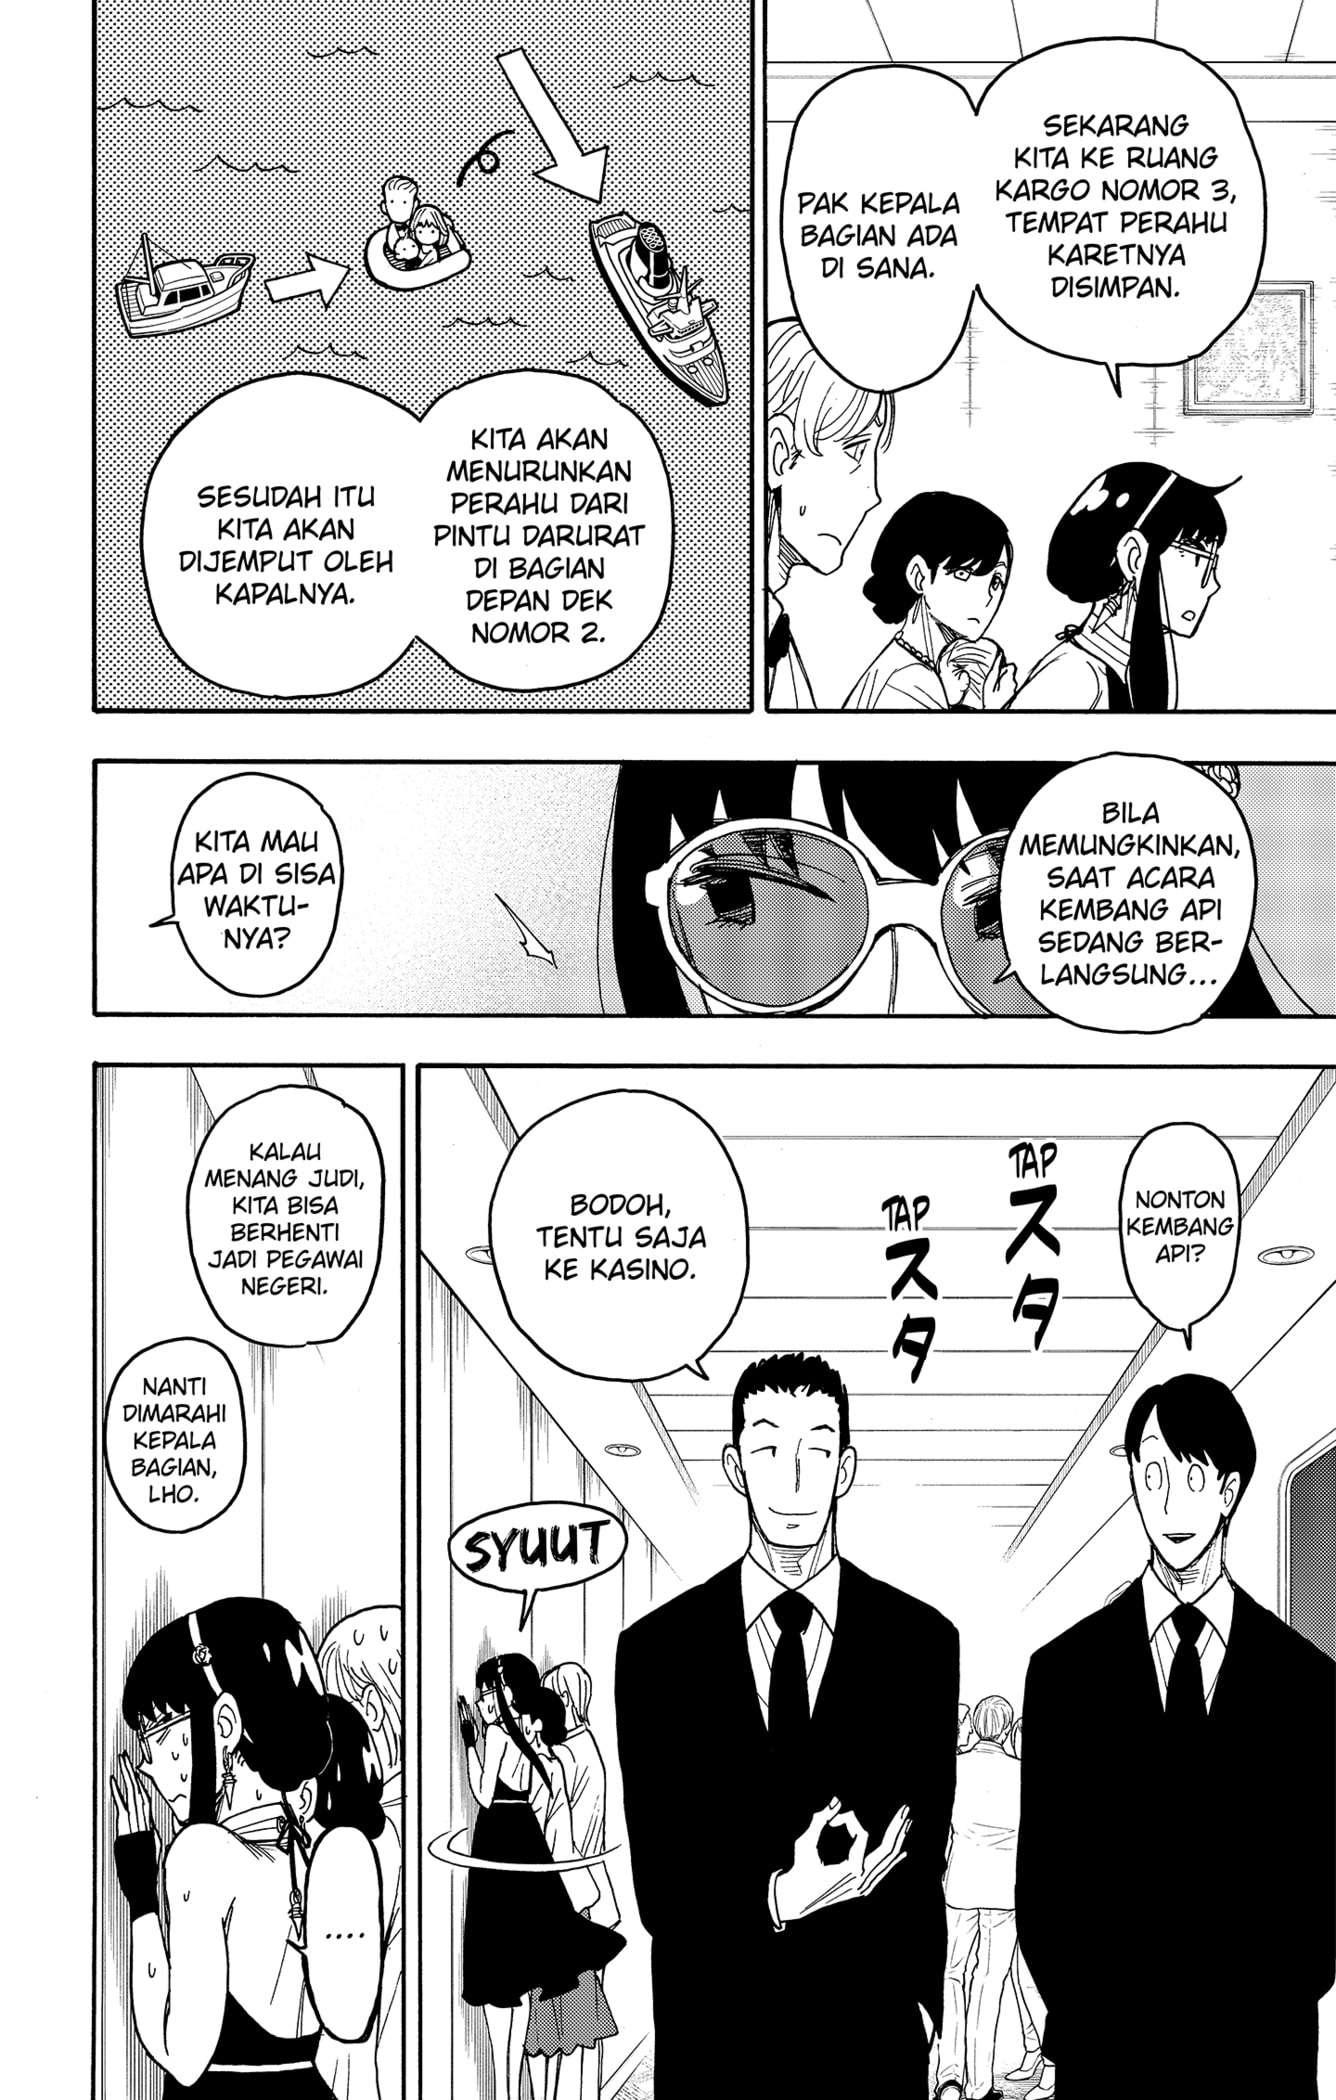 SEKARANG
KITA KE RUANG
KARGO NOMOR 3,
TEMPAT PERAHU
KARETNYA
DISIMPAN.
PAK KEPALA
BAGIAN ADA
DI SANA.
KITA AKAN
MENURUNKAN
PERAHU DARI
PINTU DARURAT
DI BAGIAN
DEPAN DEK
NOMOR 2.
SESUDAH ITU
KITA AKAN
DIJEMPUT OLEH
KAPALNYA.
BILA
MEMUNGKINKAN,
SAAT ACARA
KEMBANG API
SEDANG BER-
LANGSUNG...
KITA MAU
APA DI SISA
WAKTU-
NYA?
NONTON
KEMBANG
API?
TAP
スタ
TAP
スタ
BODOH,
TENTU SAJA
KE KASINO.
SYUUT
KALAU
MENANG JUDI,
KITA BISA
BERHENTI
JADI PEGAWAI
NEGERI.
NANTI
DIMARAHI
KEPALA
BAGIAN,
LHO.
.....